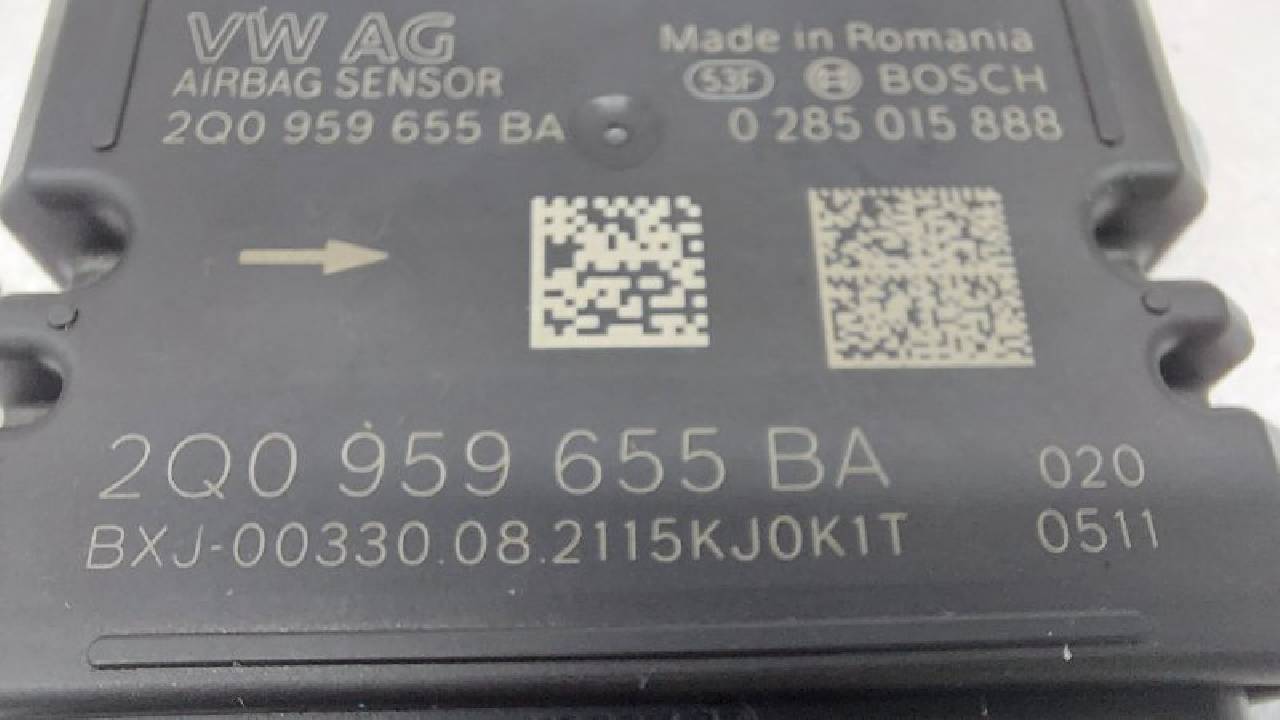 VW AG
AIRBAG SENSOR
2Q0 959 655 BA
Made in Romania
53F BOSCH
0 285 015 888
2Q0 959 655 BA
020
BXJ-00330.08.2115KJ0K1T
0511